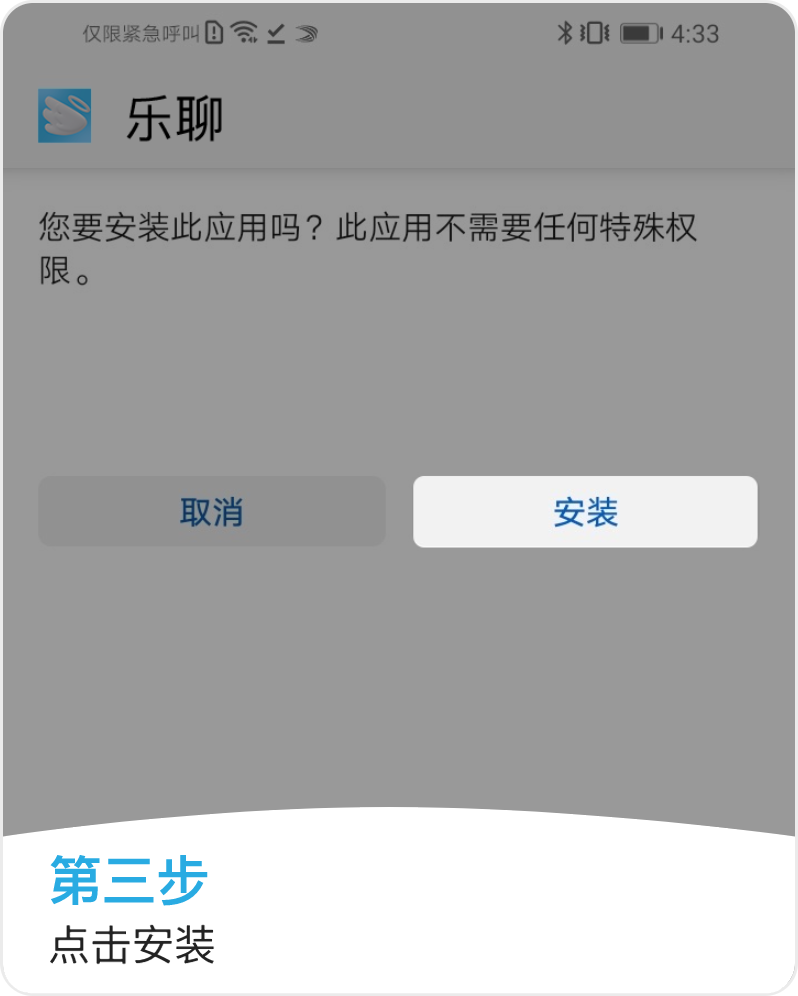 仅限紧急呼叫 4:33
乐聊
您要安装此应用吗？此应用不需要任何特殊权
限。
取消 安装
第三步
点击安装